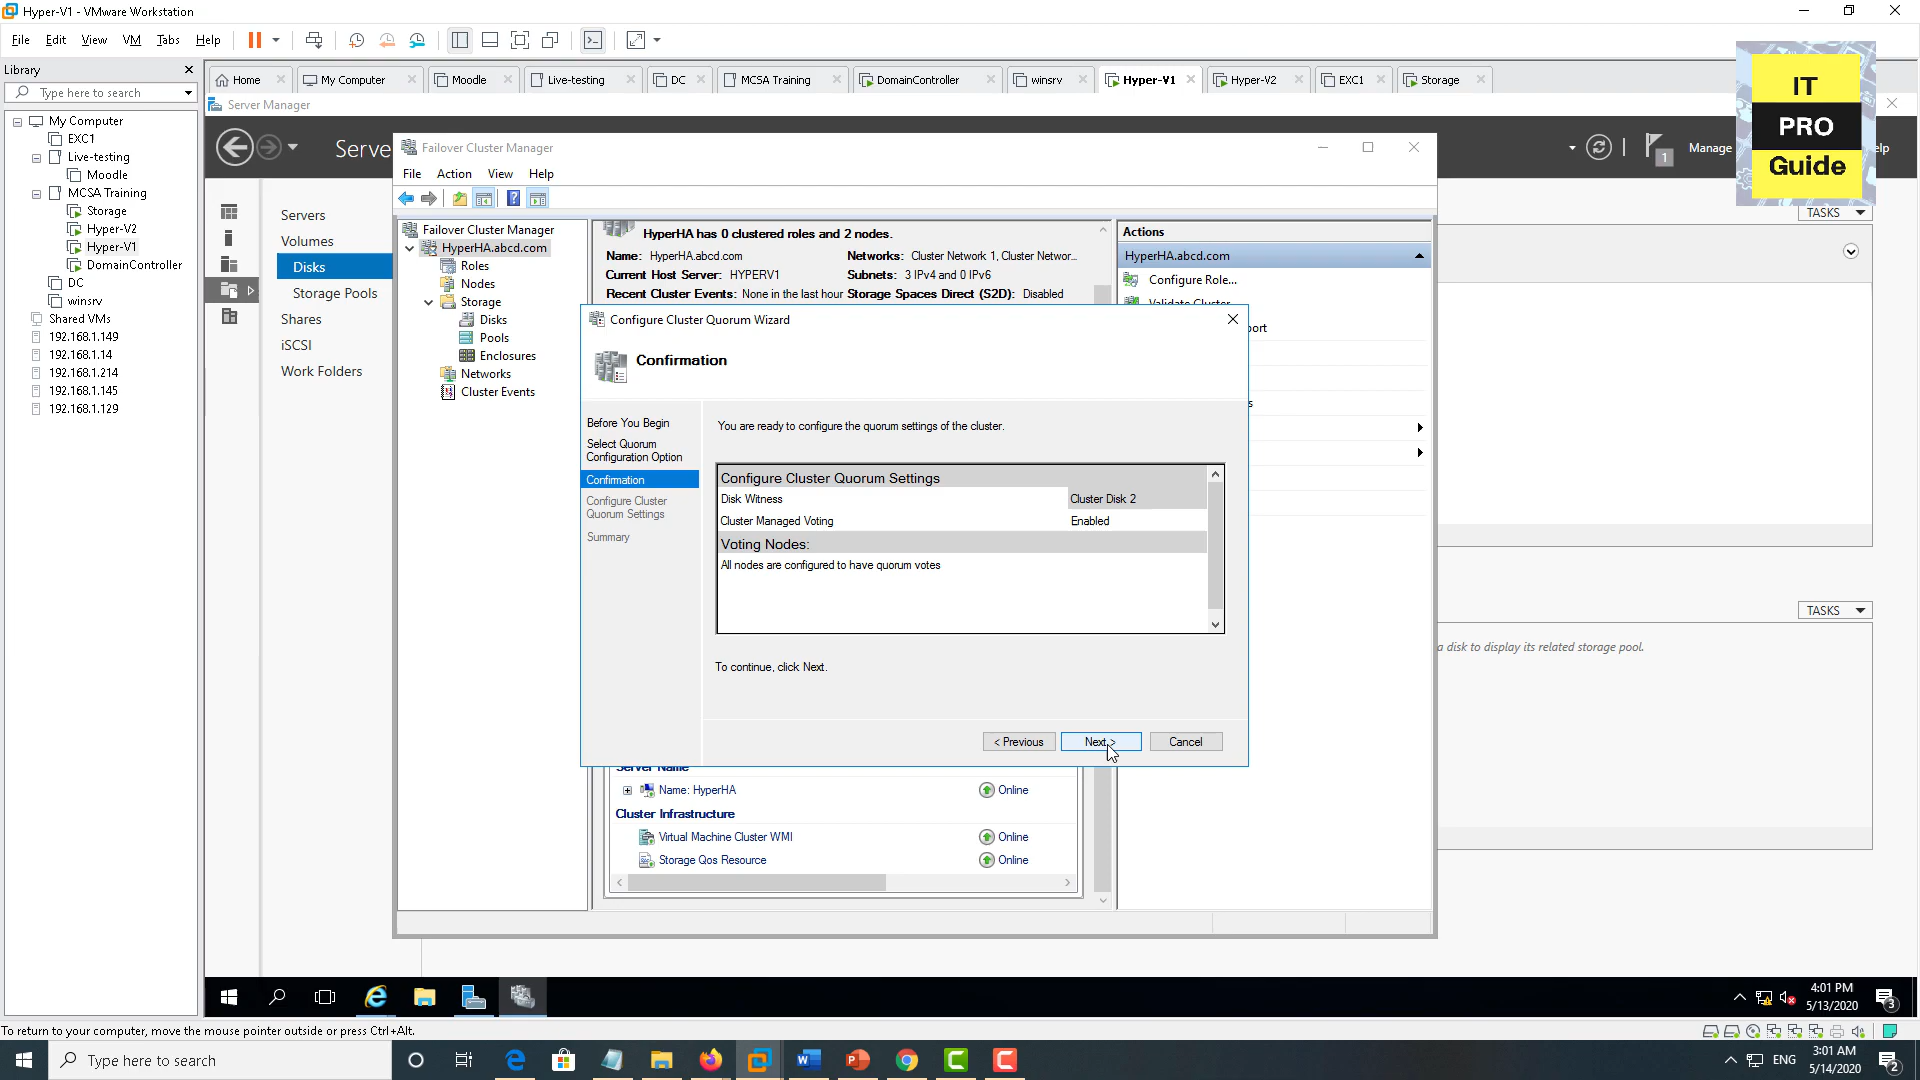 Hyper-V1 - VMware Workstation
File Edit View VM Tabs Help
Library
Type here to search
Home My Computer Moodle Live-testing DC MCSA Training DomainController winsrv Hyper-V1 Hyper-V2 EXC1 Storage
My Computer
EXC1
Live-testing
Moodle
MCSA Training
Storage
Hyper-V2
Hyper-V1
DomainController
DC
winsrv
Shared VMs
192.168.1.149
192.168.1.14
192.168.1.214
192.168.1.145
192.168.1.129
Server Manager
Serve
1
Manage
elp
IT
PRO
Guide
TASKS
Servers
Volumes
Disks
Storage Pools
Shares
iSCSI
Work Folders
Failover Cluster Manager
File Action View Help
Failover Cluster Manager
HyperHA.abcd.com
Roles
Nodes
Storage
Disks
Pools
Enclosures
Networks
Cluster Events
HyperHA has 0 clustered roles and 2 nodes.
Name: HyperHA.abcd.com Networks: Cluster Network 1, Cluster Networ...
Current Host Server: HYPERV1 Subnets: 3 IPv4 and 0 IPv6
Recent Cluster Events: None in the last hour Storage Spaces Direct (S2D): Disabled
Actions
HyperHA.abcd.com
Configure Role...
Validate Cluster
ort
s
Configure Cluster Quorum Wizard
Confirmation
Before You Begin
Select Quorum
Configuration Option
Confirmation
Configure Cluster
Quorum Settings
Summary
You are ready to configure the quorum settings of the cluster.
Configure Cluster Quorum Settings
Disk Witness Cluster Disk 2
Cluster Managed Voting Enabled
Voting Nodes:
All nodes are configured to have quorum votes
To continue, click Next.
< Previous Next > Cancel
Server Name
Name: HyperHA Online
Cluster Infrastructure
Virtual Machine Cluster WMI Online
Storage Qos Resource Online
TASKS
a disk to display its related storage pool.
4:01 PM
5/13/2020
3
To return to your computer, move the mouse pointer outside or press Ctrl+Alt.
Type here to search
ENG
3:01 AM
5/14/2020
2